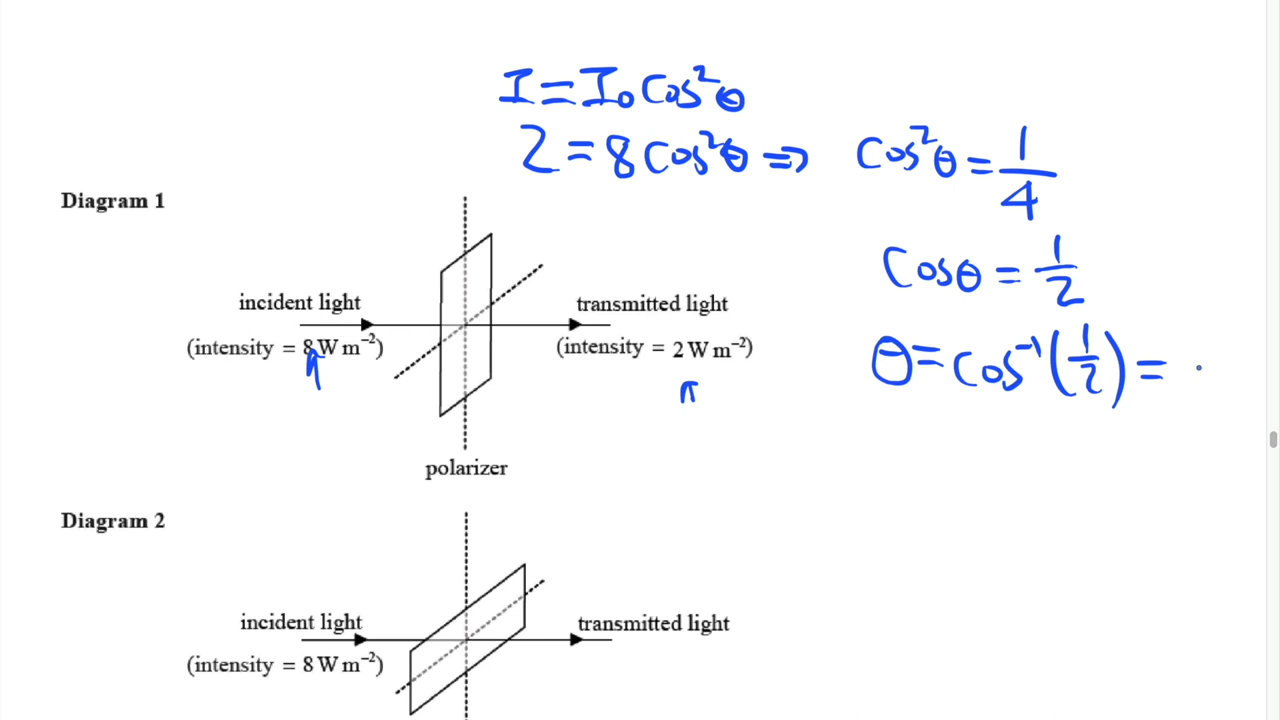 I = I₀ Cos²θ
2 = 8 Cos²θ ⇒ Cos²θ = 1/4
Diagram 1
Cosθ = 1/2
incident light
transmitted light
(intensity = 8 W m⁻²)
(intensity = 2 W m⁻²)
θ = Cos⁻¹(1/2) =
polarizer
Diagram 2
incident light
transmitted light
(intensity = 8 W m⁻²)